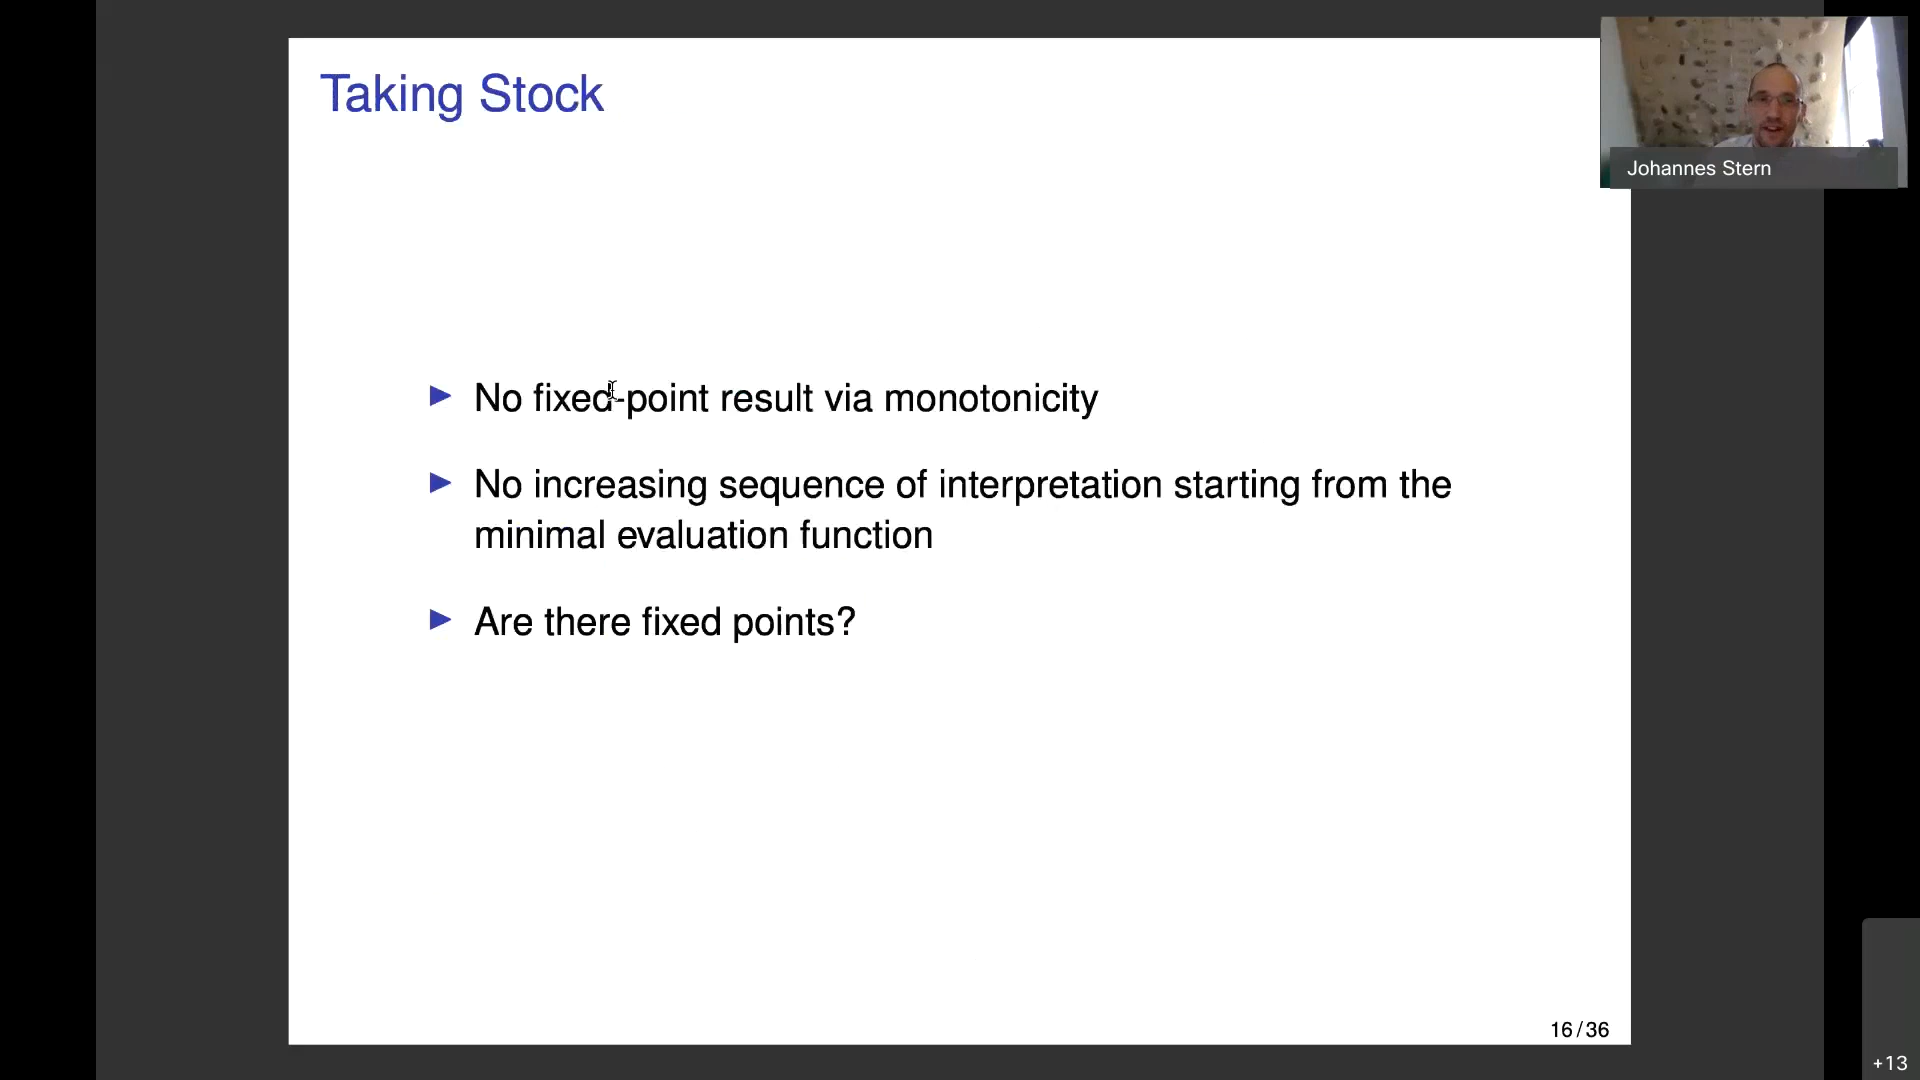 Taking Stock
Johannes Stern
No fixed-point result via monotonicity
No increasing sequence of interpretation starting from the
minimal evaluation function
Are there fixed points?
16/36
+13